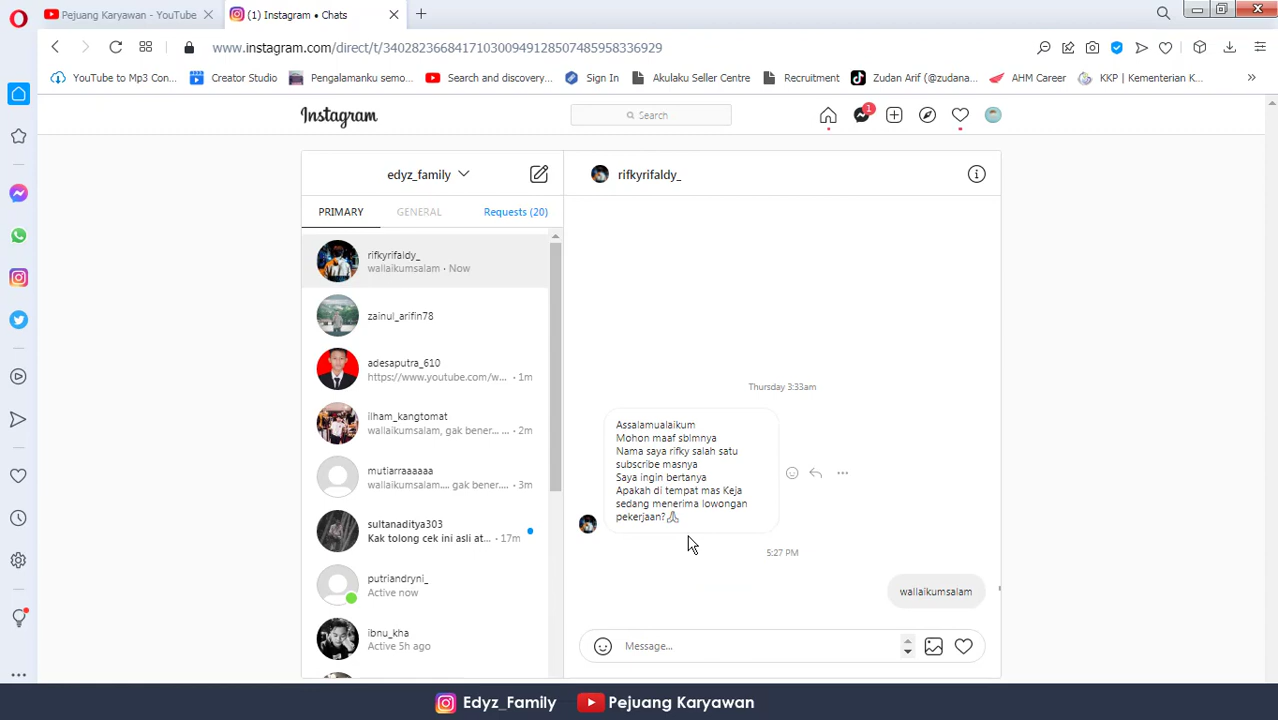 Pejuang Karyawan - YouTube
(1) Instagram • Chats
www.instagram.com/direct/t/340282366841710300949128507485958336929
YouTube to Mp3 Con...
Creator Studio
Pengalamanku semo...
Search and discovery...
Sign In
Akulaku Seller Centre
Recruitment
Zudan Arif (@zudana...
AHM Career
KKP | Kementerian K...
Instagram
Search
1
edyz_family
rifkyrifaldy_
PRIMARY
GENERAL
Requests (20)
rifkyrifaldy_
wallaikumsalam · Now
zainul_arifin78
adesaputra_610
https://www.youtube.com/w... · 1m
ilham_kangtomat
wallaikumsalam, gak bener... · 2m
mutiarraaaaaa
wallaikumsalam.... gak bener... · 3m
sultanaditya303
Kak tolong cek ini asli at... · 17m
putriandryni_
Active now
ibnu_kha
Active 5h ago
Thursday 3:33am
Assalamualaikum
Mohon maaf sblmnya
Nama saya rifky salah satu
subscribe masnya
Saya ingin bertanya
Apakah di tempat mas Keja
sedang menerima lowongan
pekerjaan?🙏
5:27 PM
wallaikumsalam
Message...
Edyz_Family
Pejuang Karyawan